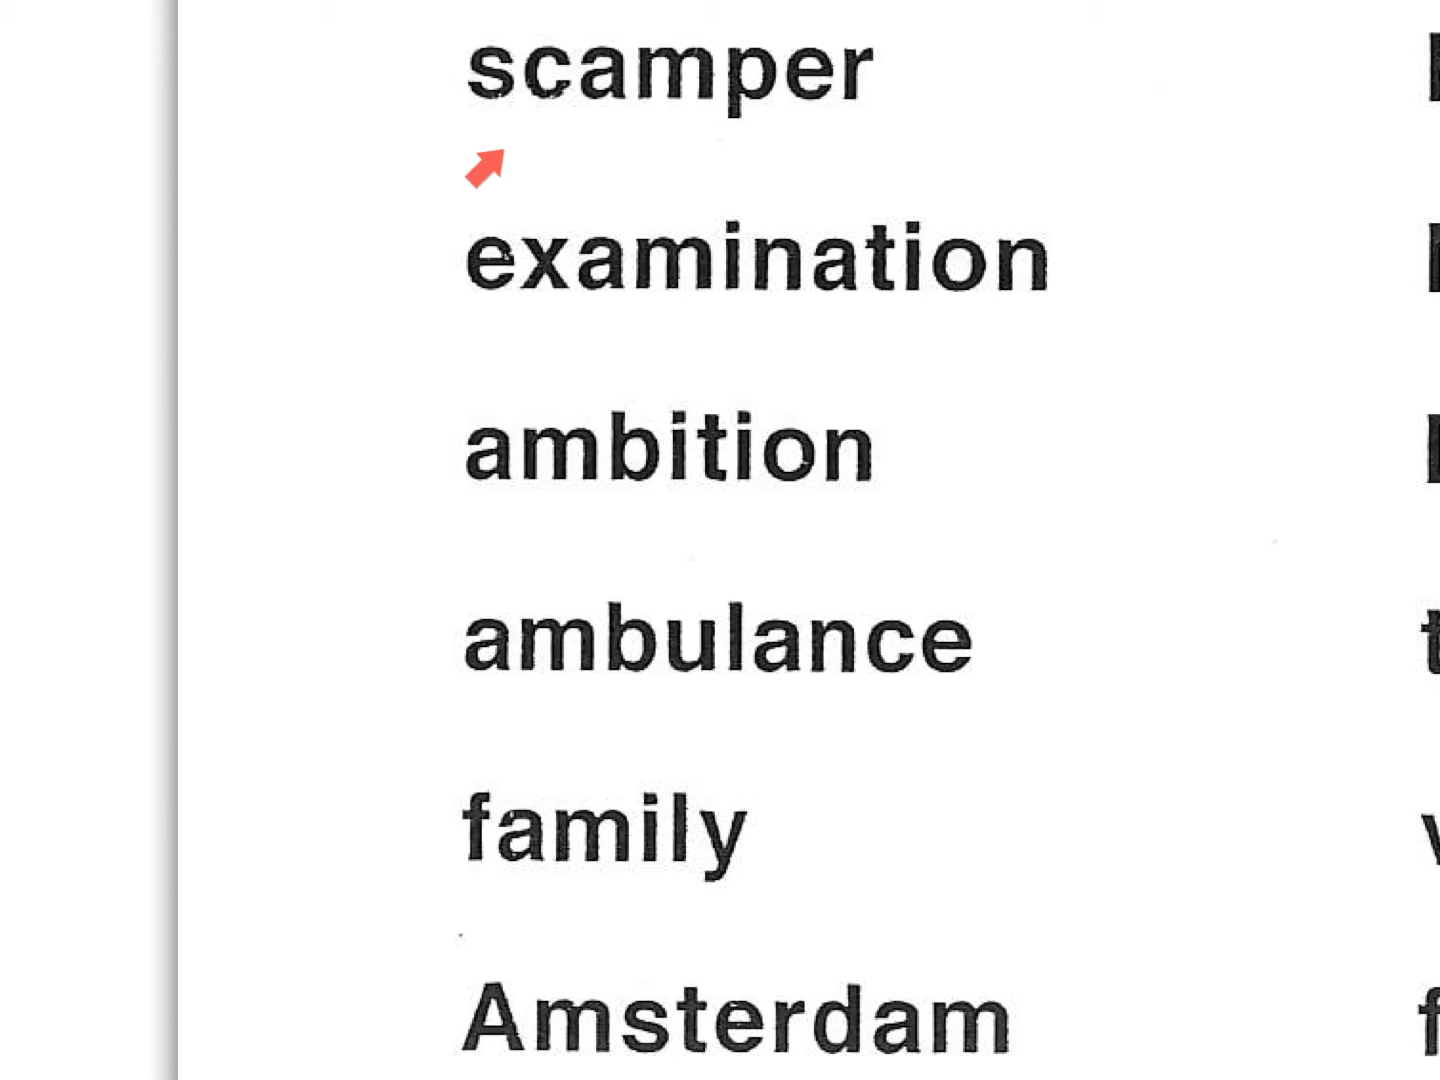 scamper
examination
ambition
ambulance
family
Amsterdam